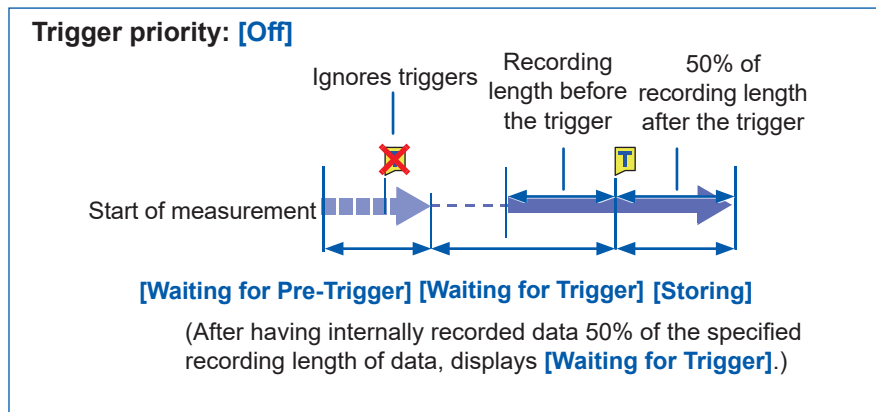 Trigger priority: [Off]
Ignores triggers
Recording
length before
the trigger
50% of
recording length
after the trigger
T
T
Start of measurement
[Waiting for Pre-Trigger] [Waiting for Trigger] [Storing]
(After having internally recorded data 50% of the specified
recording length of data, displays [Waiting for Trigger].)